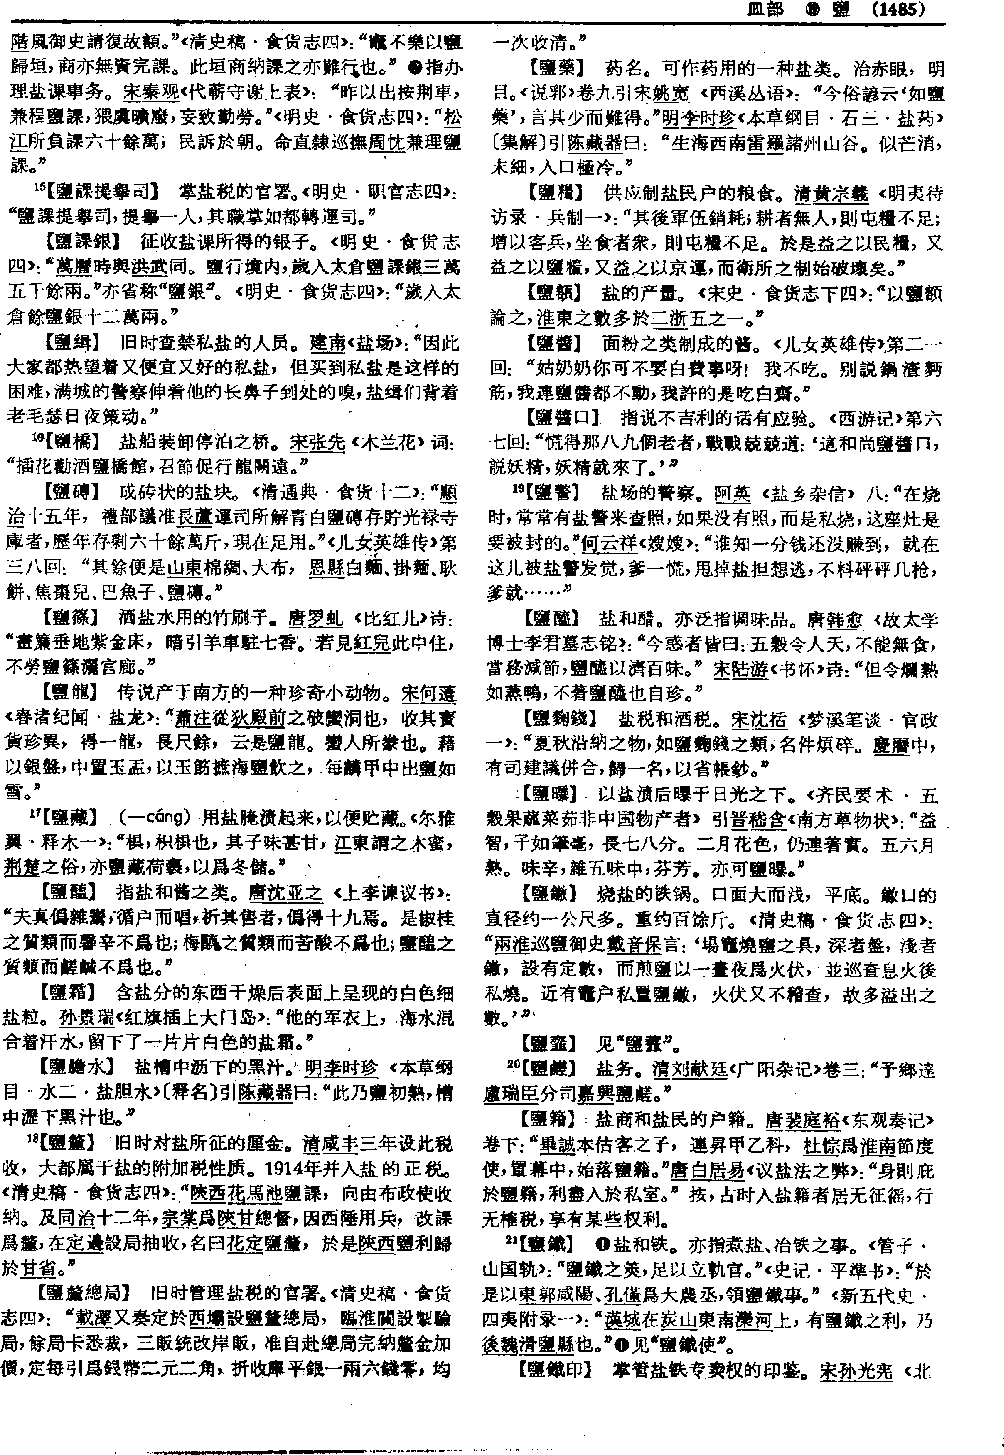 皿部 ⑲ 鹽 (1485)
階風御史請復故額。”《清史稿·食货志四》：“竈不樂以鹽
歸垣，商亦無資完課。此垣商納課之亦難行也。” ❷指办
理盐课事务。宋秦观《代蕲守谢上表》：“昨以出按荆車，
兼程鹽課，猥虞曠廢，妄致勤勞。”《明史·食货志四》：“松
江所負課六十餘萬；民訴於朝。命直隸巡撫周忱兼理鹽
課。”
¹⁵【鹽課提舉司】 掌盐税的官署。《明史·职官志四》：
“鹽課提舉司，提舉一人，其職掌如都轉運司。”
【鹽課銀】 征收盐课所得的银子。《明史·食货志
四》：“萬曆時與洪武同。鹽行境内，歲入太倉鹽課銀三萬
五千餘兩。”亦省称“鹽銀”。《明史·食货志四》：“歲入太
倉餘鹽銀十二萬兩。”
【鹽缉】 旧时查禁私盐的人员。建南《盐场》：“因此
大家都热望着又便宜又好的私盐，但买到私盐是这样的
困难，满城的警察伸着他的长鼻子到处的嗅，盐缉们背着
老毛瑟日夜策动。”
¹⁶【鹽橋】 盐船装卸停泊之桥。宋张先《木兰花》词：
“插花勸酒鹽橋館，召節促行龍闕遠。”
【鹽磚】 成砖状的盐块。《清通典·食货十二》：“順
治十五年，禮部議准長蘆運司所解青白鹽磚存貯光禄寺
庫者，歷年存剩六十餘萬斤，現在足用。”《儿女英雄传》第
三八回：“其餘便是山東棉綢、大布，恩縣白麵、掛麵、耿
餅、焦棗兒、巴魚子、鹽磚。”
【鹽篠】 洒盐水用的竹刷子。唐罗虬《比红儿》诗：
“畫簾垂地紫金床，暗引羊車駐七香。若見紅兒此中住，
不勞鹽篠灑宮廊。”
【鹽龍】 传说产于南方的一种珍奇小动物。宋何薳
《春渚纪闻·盐龙》：“蕭注從狄殿前之破蠻洞也，收其寳
貨珍異，得一龍，長尺餘，云是鹽龍。蠻人所豢也。藉
以銀盤，中置玉盂，以玉筯摭海鹽飲之，每鱗甲中出鹽如
雪。”
¹⁷【鹽藏】 （—cáng）用盐腌渍起来，以便贮藏。《尔雅
翼·释木一》：“椇，枳椇也，其子味甚甘，江東謂之木蜜，
荆楚之俗，亦鹽藏荷裹，以爲冬儲。”
【鹽醢】 指盐和酱之类。唐沈亚之《上李谏议书》：
“夫真僞雜鬻，循户而唱，析其售者，僞得十九焉。是椒桂
之質類而馨辛不爲也；梅醯之質類而苦酸不爲也；鹽醢之
質類而鹺鹹不爲也。”
【鹽霜】 含盐分的东西干燥后表面上呈现的白色细
盐粒。孙景瑞《红旗插上大门岛》：“他的军衣上，海水混
合着汗水，留下了一片片白色的盐霜。”
【鹽膽水】 盐槽中沥下的黑汁。明李时珍《本草纲
目·水二·盐胆水》〔释名〕引陈藏器曰：“此乃鹽初熟，槽
中瀝下黑汁也。”
¹⁸【鹽釐】 旧时对盐所征的厘金。清咸丰三年设此税
收，大都属于盐的附加税性质。1914年并入盐的正税。
《清史稿·食货志四》：“陝西花馬池鹽課，向由布政使收
納。及同治十二年，宗棠爲陝甘總督，因西陲用兵，改課
爲釐，在定邊設局抽收，名曰花定鹽釐，於是陝西鹽利歸
於甘省。”
【鹽釐總局】 旧时管理盐税的官署。《清史稿·食货
志四》：“載澤又奏定於西壩設鹽釐總局，臨淮關設掣驗
局，餘局卡悉裁，三販统改岸販，准自赴總局完纳釐金加
價，定每引爲銀幣二元二角，折收庫平銀一兩六錢零，均
一次收清。”
【鹽藥】 药名。可作药用的一种盐类。治赤眼，明
目。《说郛》卷九引宋姚宽《西溪丛语》：“今俗諺云‘如鹽
藥’，言其少而難得。”明李时珍《本草纲目·石三·盐药》
〔集解〕引陈藏器曰：“生海西南雷羅諸州山谷。似芒消，
末細，入口極冷。”
【鹽糧】 供应制盐民户的粮食。清黄宗羲《明夷待
访录·兵制一》：“其後軍伍銷耗；耕者無人，則屯糧不足；
增以客兵，坐食者衆，則屯糧不足。於是益之以民糧，又
益之以鹽糧，又益之以京運，而衛所之制始破壞矣。”
【鹽額】 盐的产量。《宋史·食货志下四》：“以鹽額
論之，淮東之數多於二浙五之一。”
【鹽醬】 面粉之类制成的酱。《儿女英雄传》第二一
回：“姑奶奶你可不要白費事呀！我不吃。别説鍋渣麪
筋，我連鹽醬都不動，我許的是吃白齋。”
【鹽醬口】 指说不吉利的话有应验。《西游记》第六
七回：“慌得那八九個老者，戰戰兢兢道：‘這和尚鹽醬口，
説妖精，妖精就來了。’”
¹⁹【鹽警】 盐场的警察。阿英《盐乡杂信》八：“在烧
时，常常有盐警来查照，如果没有照，而是私烧，这座灶是
要被封的。”何云祥《嫂嫂》：“谁知一分钱还没赚到，就在
这儿被盐警发觉，爹一慌，甩掉盐担想逃，不料砰砰几枪，
爹就……”
【鹽醯】 盐和醋。亦泛指调味品。唐韩愈《故太学
博士李君墓志铭》：“今惑者皆曰：五穀令人夭，不能無食，
當務減節，鹽醯以濟百味。” 宋陆游《书怀》诗：“但令爛熟
如蒸鴨，不著鹽醯也自珍。”
【鹽麴錢】 盐税和酒税。宋沈括《梦溪笔谈·官政
一》：“夏秋沿納之物，如鹽麴錢之類，名件煩碎。慶曆中，
有司建議併合，歸一名，以省帳鈔。”
【鹽曝】 以盐渍后曝于日光之下。《齐民要术·五
榖果蓏菜茹非中国物产者》引晋嵇含《南方草物状》：“益
智，子如筆毫，長七八分。二月花色，仍連著實。五六月
熟。味辛，雜五味中，芬芳。亦可鹽曝。”
【鹽鐅】 烧盐的铁锅。口面大而浅，平底。鐅口的
直径约一公尺多。重约百馀斤。《清史稿·食货志四》：
“兩淮巡鹽御史戴音保言：‘場竈燒鹽之具，深者盤，淺者
鐅，設有定數，而煎鹽以一晝夜爲火伏，並巡查息火後
私燒。近有竈户私置鹽鐅，火伏又不稽查，故多溢出之
數。’”
【鹽虀】 见“鹽齏”。
²⁰【鹽鹺】 盐务。清刘献廷《广阳杂记》卷三：“予鄉逹
盧瑞臣分司嘉興鹽鹺。”
【鹽籍】 盐商和盐民的户籍。唐裴庭裕《东观奏记》
卷下：“畢諴本估客之子，連昇甲乙科，杜悰爲淮南節度
使，置幕中，始落鹽籍。”唐白居易《议盐法之弊》：“身則庇
於鹽籍，利盡入於私室。” 按，占时入盐籍者居无征徭，行
无榷税，享有某些权利。
²¹【鹽鐵】 ❶盐和铁。亦指煮盐、冶铁之事。《管子·
山国轨》：“鹽鐵之筴，足以立軌官。”《史记·平準书》：“於
是以東郭咸陽、孔僅爲大農丞，領鹽鐵事。”《新五代史·
四夷附录一》：“漢城在炭山東南灤河上，有鹽鐵之利，乃
後魏滑鹽縣也。”❷见“鹽鐵使”。
【鹽鐵印】 掌管盐铁专卖权的印鉴。宋孙光宪《北